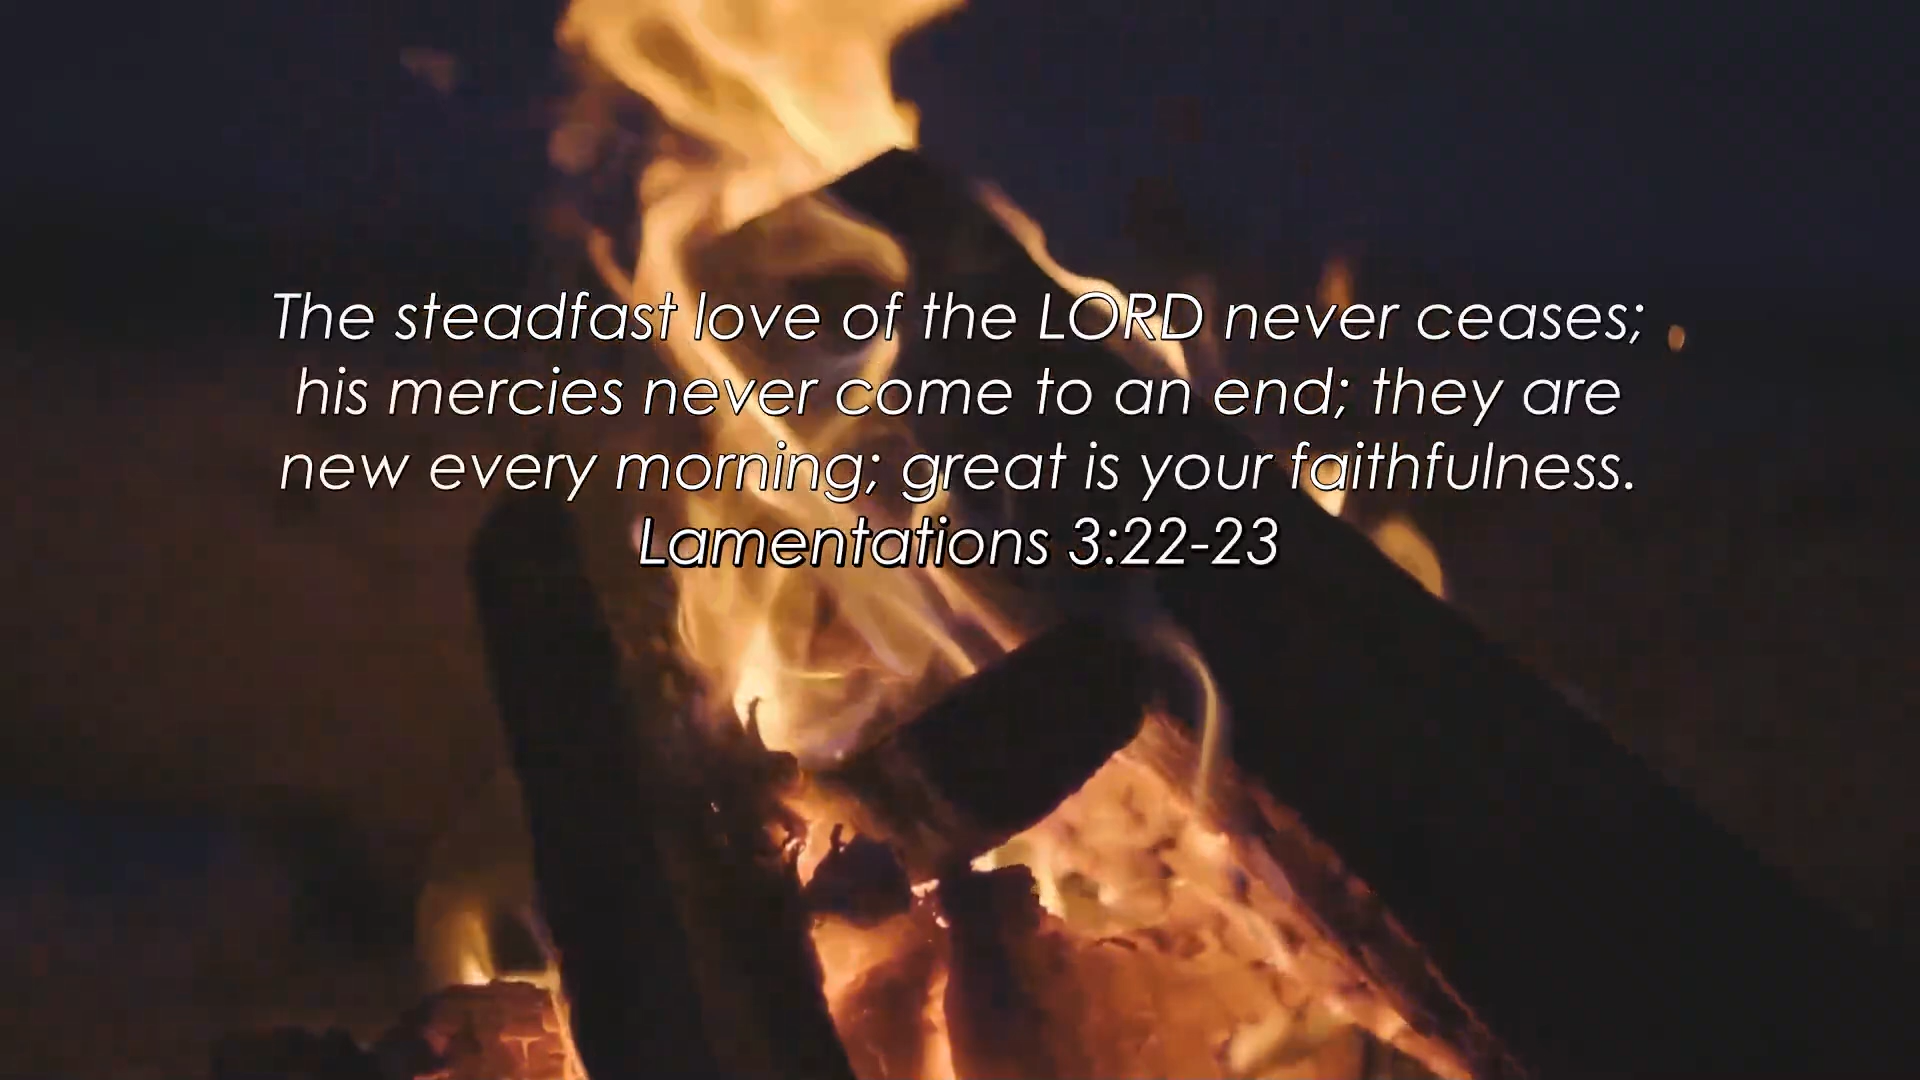 The steadfast love of the LORD never ceases;
his mercies never come to an end; they are
new every morning; great is your faithfulness.
Lamentations 3:22-23